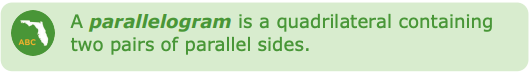 A parallelogram is a quadrilateral containing
two pairs of parallel sides.
ABC